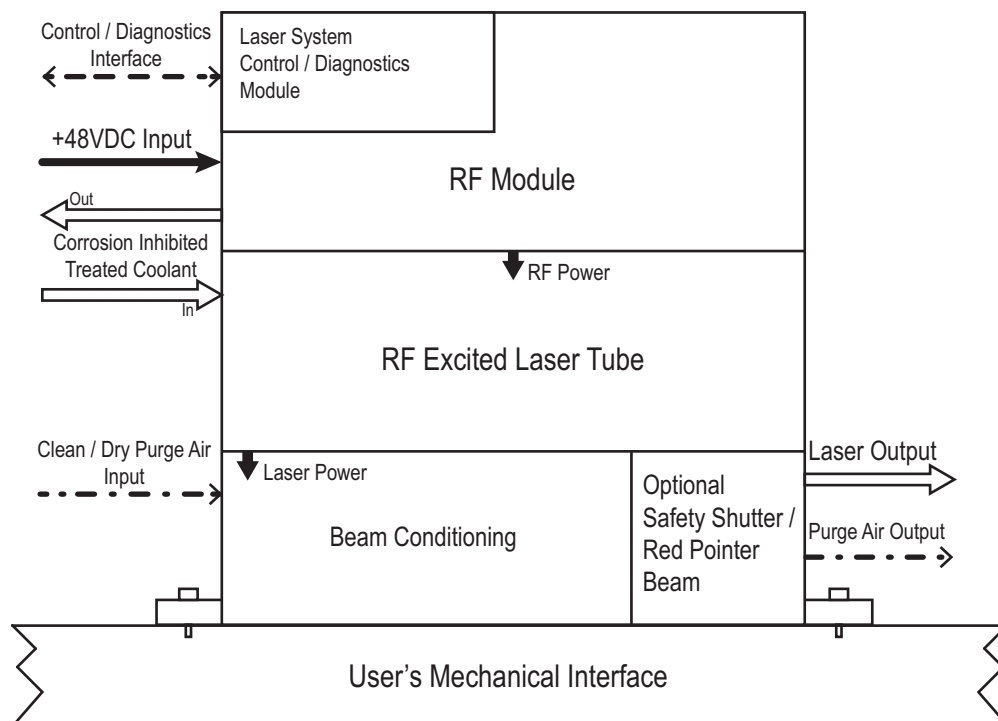 Control / Diagnostics
Interface
Laser System
Control / Diagnostics
Module
+48VDC Input
RF Module
Out
Corrosion Inhibited
Treated Coolant
In
RF Power
RF Excited Laser Tube
Clean / Dry Purge Air
Input
Laser Power
Beam Conditioning
Optional
Safety Shutter /
Red Pointer
Beam
Laser Output
Purge Air Output
User’s Mechanical Interface